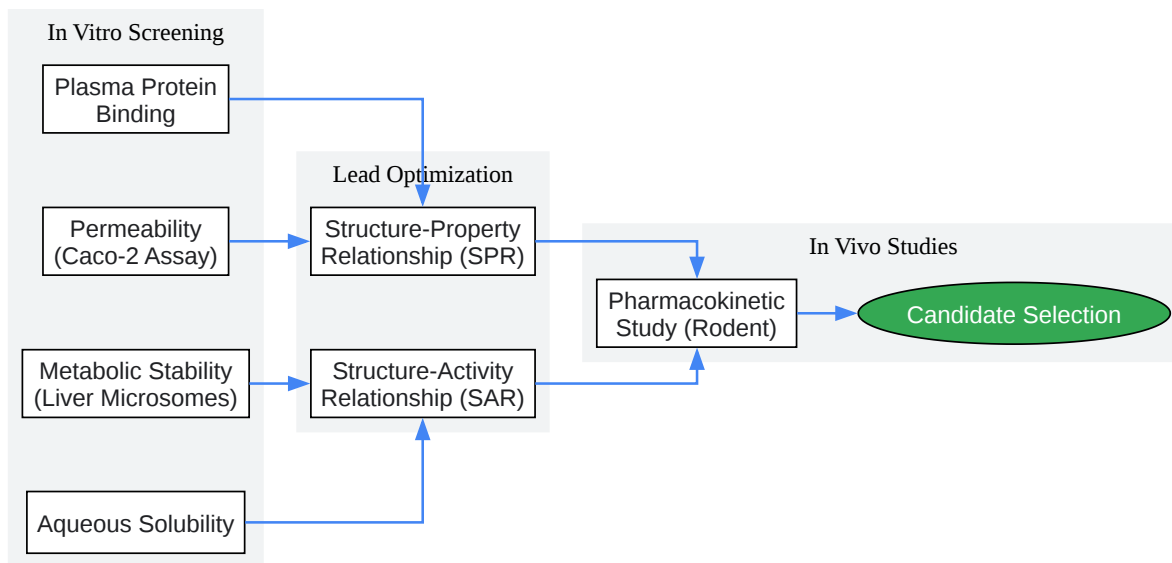 In Vitro Screening
Plasma Protein
Binding
Permeability
(Caco-2 Assay)
Metabolic Stability
(Liver Microsomes)
Aqueous Solubility
Lead Optimization
Structure-Property
Relationship (SPR)
Structure-Activity
Relationship (SAR)
In Vivo Studies
Pharmacokinetic
Study (Rodent)
Candidate Selection